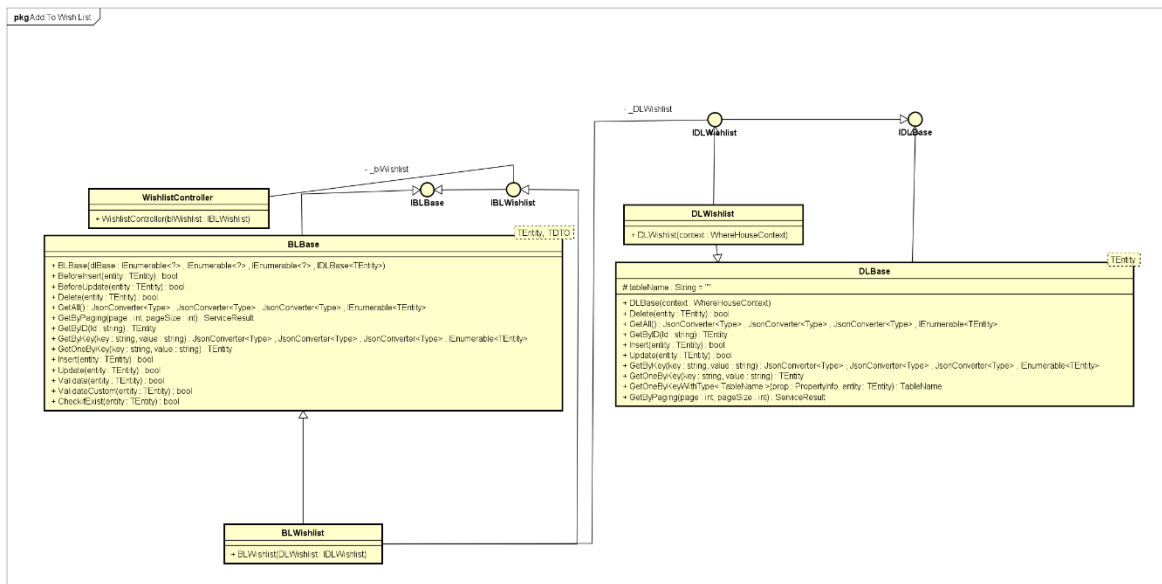 pkg Add To Wish List
- _DLWishlist
IDLWishlist
IDLBase
- _blWishlist
IBLBase
IBLWishlist
WishlistController
+ WishlistController(blWishlist : IBLWishlist)
DLWishlist
+ DLWishlist(context : WhereHouseContext)
TEntity, TDTO
BLBase
+ BLBase(dlBase : IEnumerable<?> , IEnumerable<?> , IEnumerable<?> , IDLBase<TEntity>)
+ BeforeInsert(entity : TEntity) : bool
+ BeforeUpdate(entity : TEntity) : bool
+ Delete(entity : TEntity) : bool
+ GetAll() : JsonConverter<Type> , JsonConverter<Type> , JsonConverter<Type> , IEnumerable<TEntity>
+ GetByPaging(page : int, pageSize : int) : ServiceResult
+ GetByID(Id : string) : TEntity
+ GetByKey(key : string, value : string) : JsonConverter<Type> , JsonConverter<Type> , JsonConverter<Type> , IEnumerable<TEntity>
+ GetOneByKey(key : string, value : string) : TEntity
+ Insert(entity : TEntity) : bool
+ Update(entity : TEntity) : bool
+ Validate(entity : TEntity) : bool
+ ValidateCustom(entity : TEntity) : bool
+ CheckIfExist(entity : TEntity) : bool
TEntity
DLBase
# tableName : String = ""
+ DLBase(context : WhereHouseContext)
+ Delete(entity : TEntity) : bool
+ GetAll() : JsonConverter<Type> , JsonConverter<Type> , JsonConverter<Type> , IEnumerable<TEntity>
+ GetByID(Id : string) : TEntity
+ Insert(entity : TEntity) : bool
+ Update(entity : TEntity) : bool
+ GetByKey(key : string, value : string) : JsonConverter<Type> , JsonConverter<Type> , JsonConverter<Type> , IEnumerable<TEntity>
+ GetOneByKey(key : string, value : string) : TEntity
+ GetOneByKeyWithType< TableName >(prop : PropertyInfo, entity : TEntity) : TableName
+ GetByPaging(page : int, pageSize : int) : ServiceResult
BLWishlist
+ BLWishlist(DLWishlist : IDLWishlist)